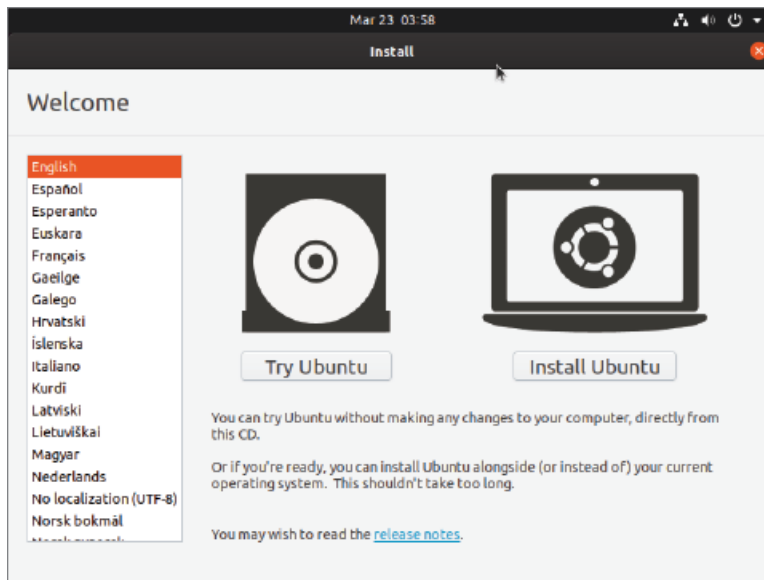 Mar 23 03:58
Install
Welcome
English
Español
Esperanto
Euskara
Français
Gaeilge
Galego
Hrvatski
Íslenska
Italiano
Kurdî
Latviski
Lietuviškai
Magyar
Nederlands
No localization (UTF-8)
Norsk bokmål
Try Ubuntu
Install Ubuntu
You can try Ubuntu without making any changes to your computer, directly from
this CD.
Or if you're ready, you can install Ubuntu alongside (or instead of) your current
operating system. This shouldn't take too long.
You may wish to read the release notes.